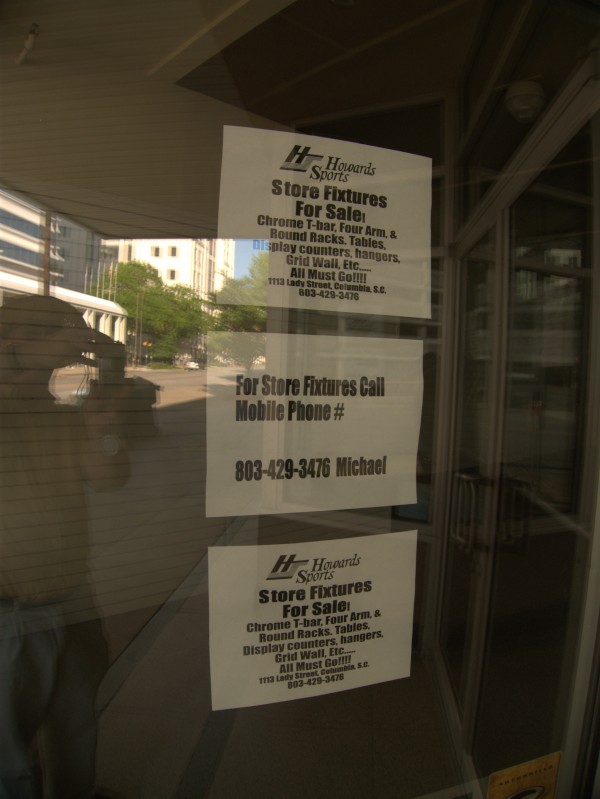 HS Howards
Sports
Store Fixtures
For Sale!
Chrome T-bar, Four Arm, &
Round Racks. Tables,
Display counters, hangers,
Grid Wall, Etc.....
All Must Go!!!!
1113 Lady Street, Columbia, S.C.
803-429-3476
For Store Fixtures Call
Mobile Phone #
803-429-3476 Michael
HS Howards
Sports
Store Fixtures
For Sale!
Chrome T-bar, Four Arm, &
Round Racks. Tables,
Display counters, hangers,
Grid Wall, Etc.....
All Must Go!!!!
1113 Lady Street, Columbia, S.C.
803-429-3476